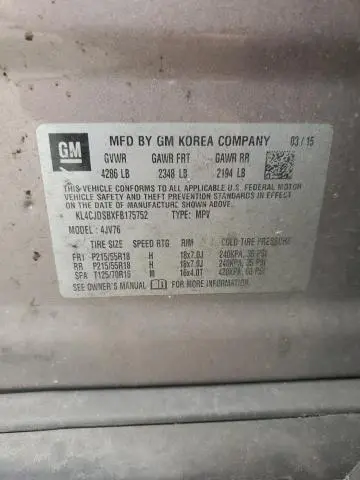 GM
MFD BY GM KOREA COMPANY 03/15
GVWR GAWR FRT GAWR RR
4286 LB 2348 LB 2194 LB
THIS VEHICLE CONFORMS TO ALL APPLICABLE U.S. FEDERAL MOTOR
VEHICLE SAFETY AND THEFT PREVENTION STANDARDS IN EFFECT ON
THE DATE OF MANUFACTURE SHOWN ABOVE.
KL4CJDSBXFB175752 TYPE: MPV
MODEL: 4JV76
TIRE SIZE SPEED RTG RIM COLD TIRE PRESSURE
FRT P215/55R18 H 18x7.0J 240KPA, 35 PSI
RR P215/55R18 H 18x7.0J 240KPA, 35 PSI
SPA T125/70R16 M 16x4.0T 420KPA, 60 PSI
SEE OWNER'S MANUAL FOR MORE INFORMATION.